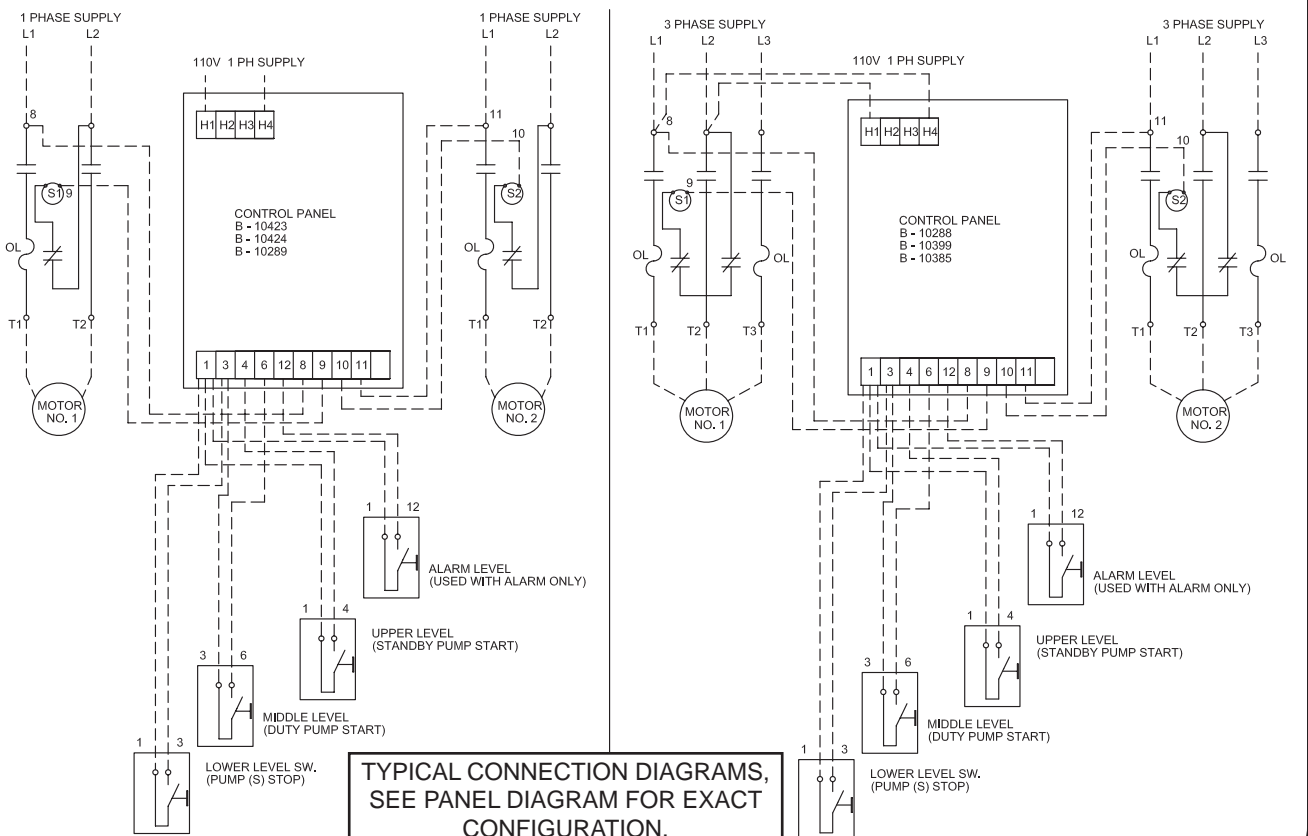 1 PHASE SUPPLY
L1 L2
110V 1 PH SUPPLY
1 PHASE SUPPLY
L1 L2
8
11
10
H1 H2 H3 H4
S1 9
S2
CONTROL PANEL
B - 10423
B - 10424
B - 10289
OL
OL
T1 T2
T1 T2
1 3 4 6 12 8 9 10 11
MOTOR
NO. 1
MOTOR
NO. 2
1 12
ALARM LEVEL
(USED WITH ALARM ONLY)
1 4
UPPER LEVEL
(STANDBY PUMP START)
3 6
MIDDLE LEVEL
(DUTY PUMP START)
1 3
LOWER LEVEL SW.
(PUMP (S) STOP)
3 PHASE SUPPLY
L1 L2 L3
110V 1 PH SUPPLY
3 PHASE SUPPLY
L1 L2 L3
8
11
10
H1 H2 H3 H4
9
S1
S2
CONTROL PANEL
B - 10288
B - 10399
B - 10385
OL OL
OL OL
T1 T2 T3
T1 T2 T3
1 3 4 6 12 8 9 10 11
MOTOR
NO. 1
MOTOR
NO. 2
1 12
ALARM LEVEL
(USED WITH ALARM ONLY)
1 4
UPPER LEVEL
(STANDBY PUMP START)
3 6
MIDDLE LEVEL
(DUTY PUMP START)
1 3
LOWER LEVEL SW.
(PUMP (S) STOP)
TYPICAL CONNECTION DIAGRAMS,
SEE PANEL DIAGRAM FOR EXACT
CONFIGURATION.